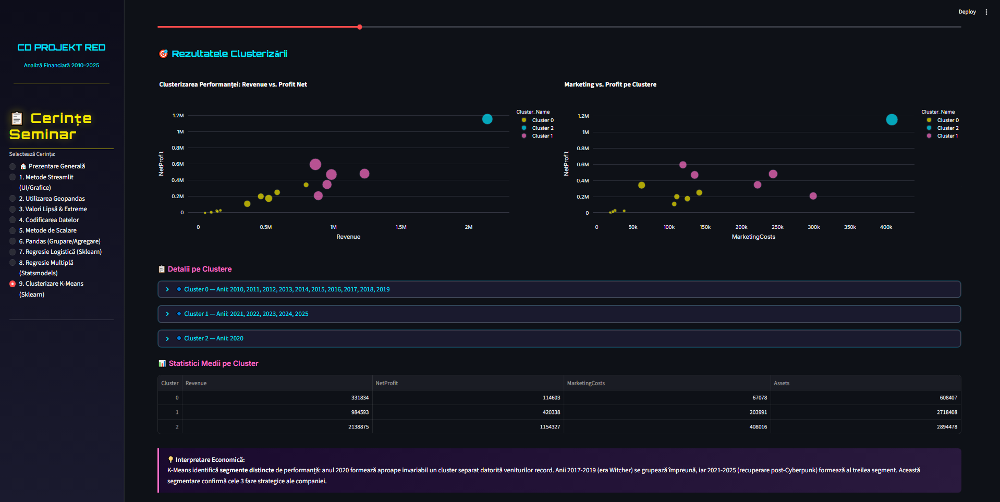 Deploy
CD PROJEKT RED
Analiză Financiară 2010–2025
📋 Cerințe
Seminar
Selectează Cerința:
🏠 Prezentare Generală
1. Metode Streamlit
(UI/Grafice)
2. Utilizarea Geopandas
3. Valori Lipsă & Extreme
4. Codificarea Datelor
5. Metode de Scalare
6. Pandas (Grupare/Agregare)
7. Regresie Logistică (Sklearn)
8. Regresie Multiplă
(Statsmodels)
9. Clusterizare K-Means
(Sklearn)
🎯 Rezultatele Clusterizării
Clusterizarea Performanței: Revenue vs. Profit Net
NetProfit
1.2M
1M
0.8M
0.6M
0.4M
0.2M
0
0 0.5M 1M 1.5M 2M
Revenue
Cluster_Name
Cluster 0
Cluster 2
Cluster 1
Marketing vs. Profit pe Clustere
NetProfit
1.2M
1M
0.8M
0.6M
0.4M
0.2M
0
0 50k 100k 150k 200k 250k 300k 350k 400k
MarketingCosts
Cluster_Name
Cluster 0
Cluster 2
Cluster 1
📋 Detalii pe Clustere
🔹 Cluster 0 — Anii: 2010, 2011, 2012, 2013, 2014, 2015, 2016, 2017, 2018, 2019
🔹 Cluster 1 — Anii: 2021, 2022, 2023, 2024, 2025
🔹 Cluster 2 — Anii: 2020
📊 Statistici Medii pe Cluster
Cluster Revenue NetProfit MarketingCosts Assets
0 331834 114603 67078 608407
1 984593 420338 203991 2718408
2 2138875 1154327 408016 2894478
💡 Interpretare Economică:
K-Means identifică segmente distincte de performanță: anul 2020 formează aproape invariabil un cluster separat datorită veniturilor record. Anii 2017-2019 (era Witcher) se grupează împreună, iar 2021-2025 (recuperare post-Cyberpunk) formează al treilea segment. Această
segmentare confirmă cele 3 faze strategice ale companiei.